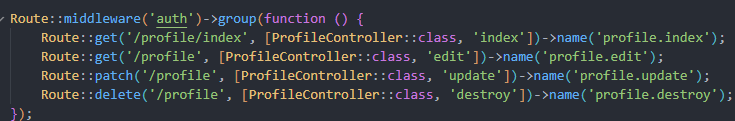 Route::middleware('auth')->group(function () {
    Route::get('/profile/index', [ProfileController::class, 'index'])->name('profile.index');
    Route::get('/profile', [ProfileController::class, 'edit'])->name('profile.edit');
    Route::patch('/profile', [ProfileController::class, 'update'])->name('profile.update');
    Route::delete('/profile', [ProfileController::class, 'destroy'])->name('profile.destroy');
});